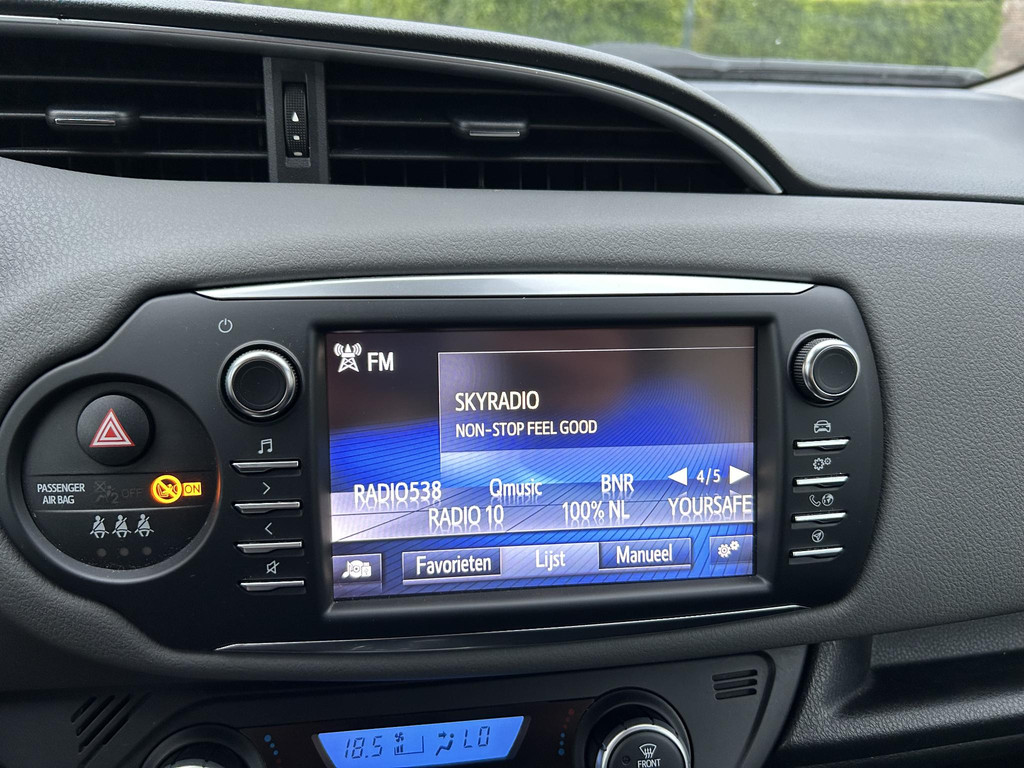 FM
SKYRADIO
NON-STOP FEEL GOOD
4/5
RADIO538 Qmusic BNR
RADIO 10 100% NL YOURSAFE
Favorieten Lijst Manueel
PASSENGER
AIR BAG
OFF
ON
18.5 LO
FRONT